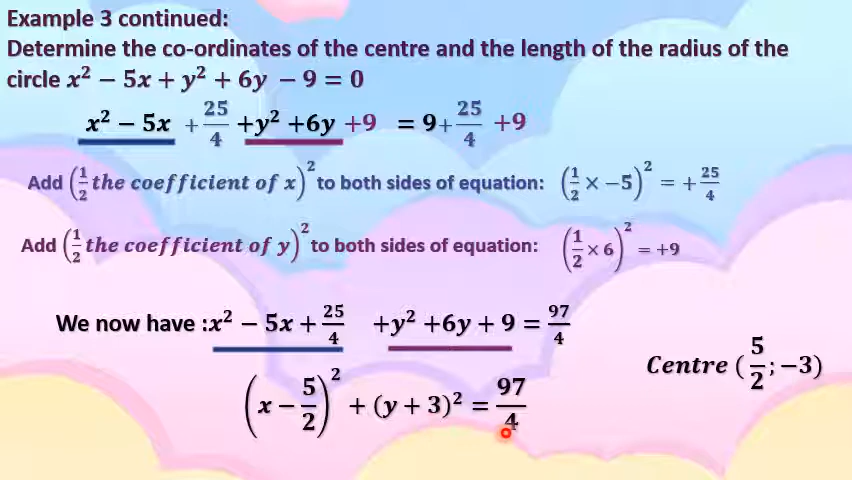 Example 3 continued:
Determine the co-ordinates of the centre and the length of the radius of the
circle x² − 5x + y² + 6y − 9 = 0
x² − 5x + 25/4 + y² + 6y + 9 = 9 + 25/4 + 9
Add (1/2 the coefficient of x)² to both sides of equation: (1/2 × −5)² = + 25/4
Add (1/2 the coefficient of y)² to both sides of equation: (1/2 × 6)² = +9
We now have : x² − 5x + 25/4 + y² + 6y + 9 = 97/4
Centre (5/2 ; −3)
(x − 5/2)² + (y + 3)² = 97/4